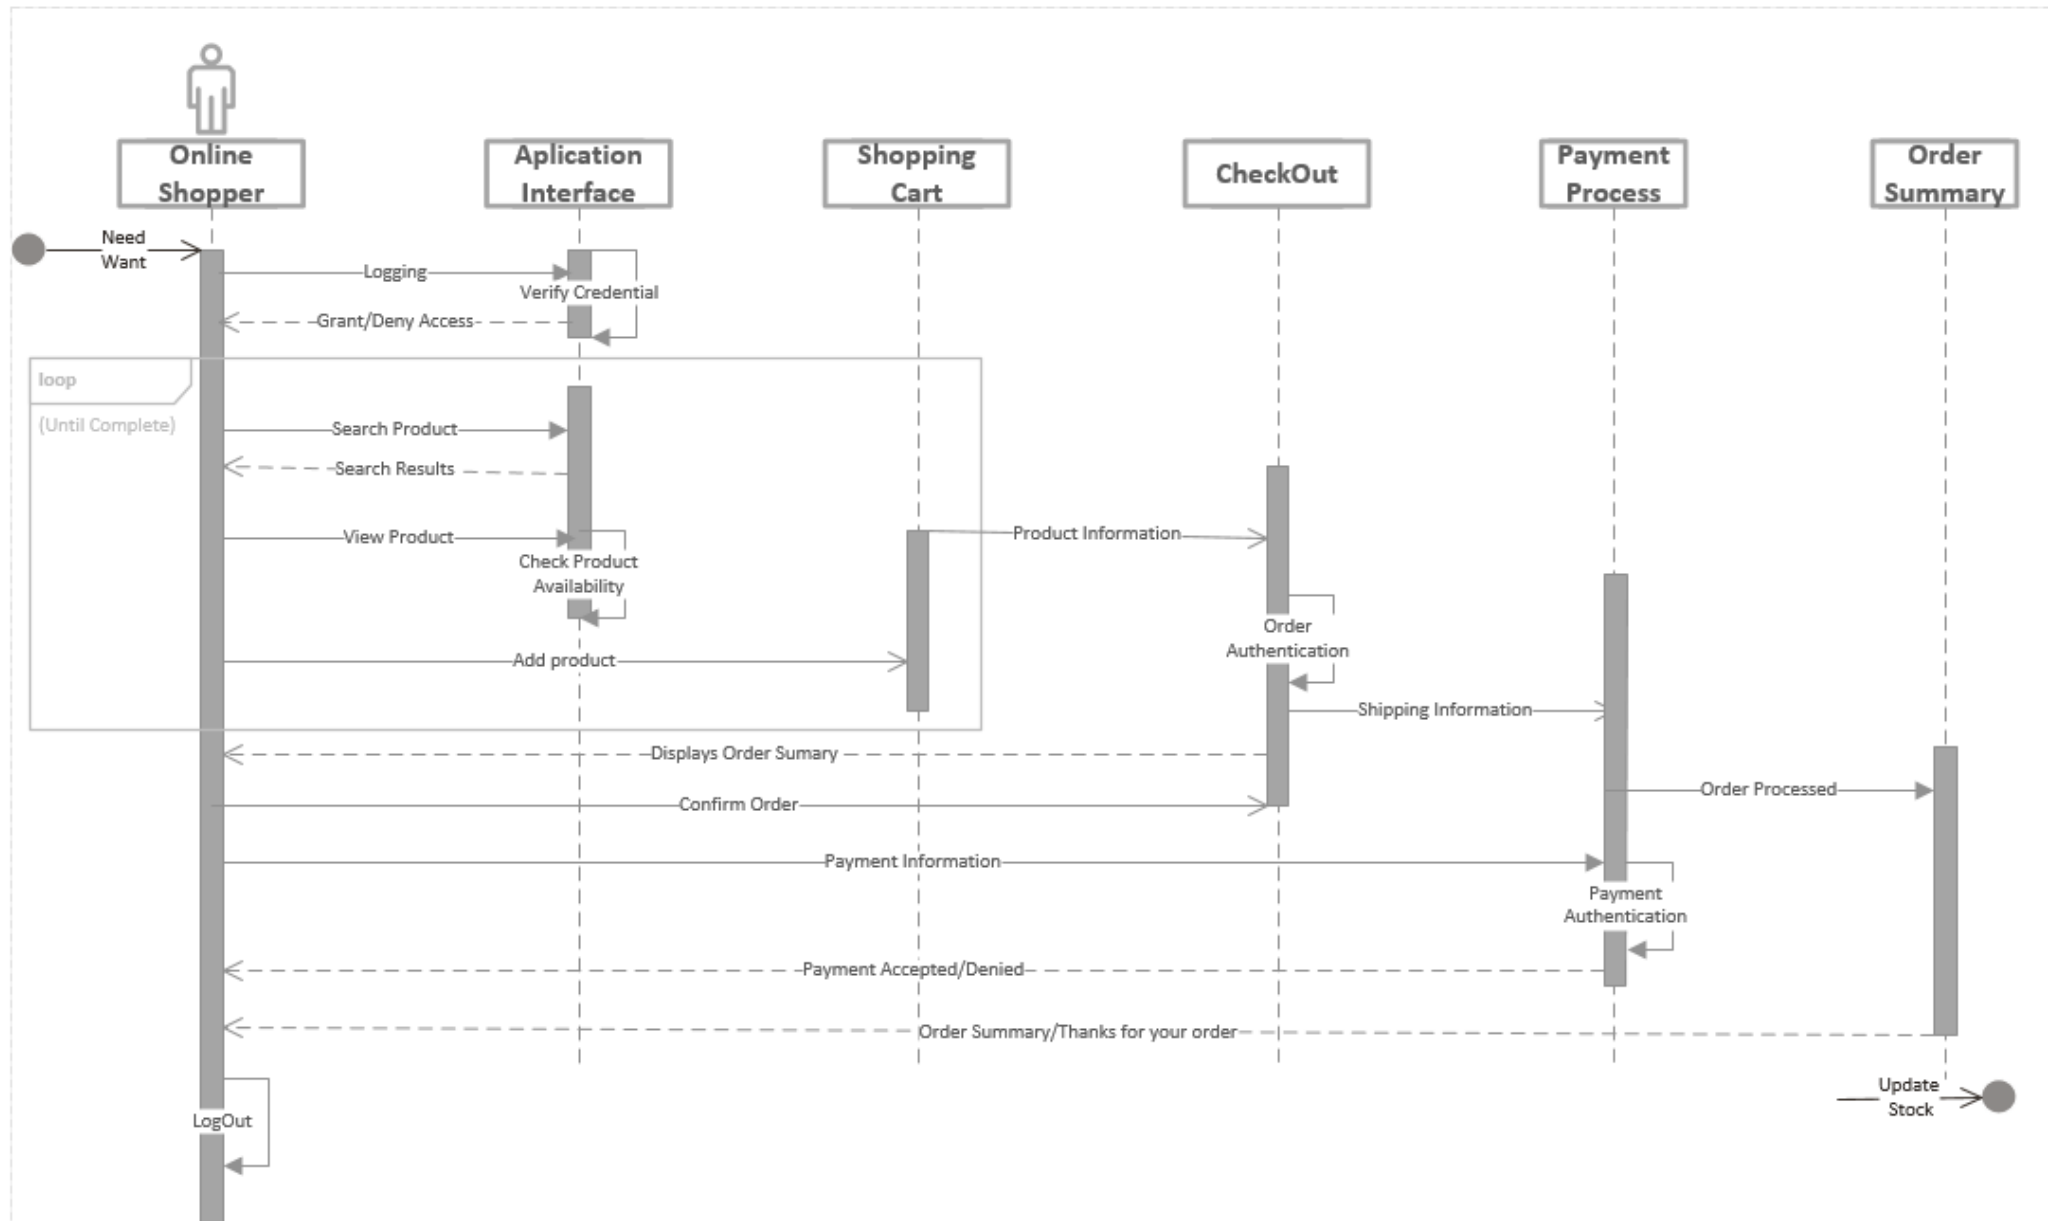 Online
Shopper
Aplication
Interface
Shopping
Cart
CheckOut
Payment
Process
Order
Summary
Need
Want
Logging
Verify Credential
Grant/Deny Access
loop
(Until Complete)
Search Product
Search Results
View Product
Product Information
Check Product
Availability
Order
Authentication
Add product
Shipping Information
Displays Order Sumary
Order Processed
Confirm Order
Payment Information
Payment
Authentication
Payment Accepted/Denied
Order Summary/Thanks for your order
Update
Stock
LogOut